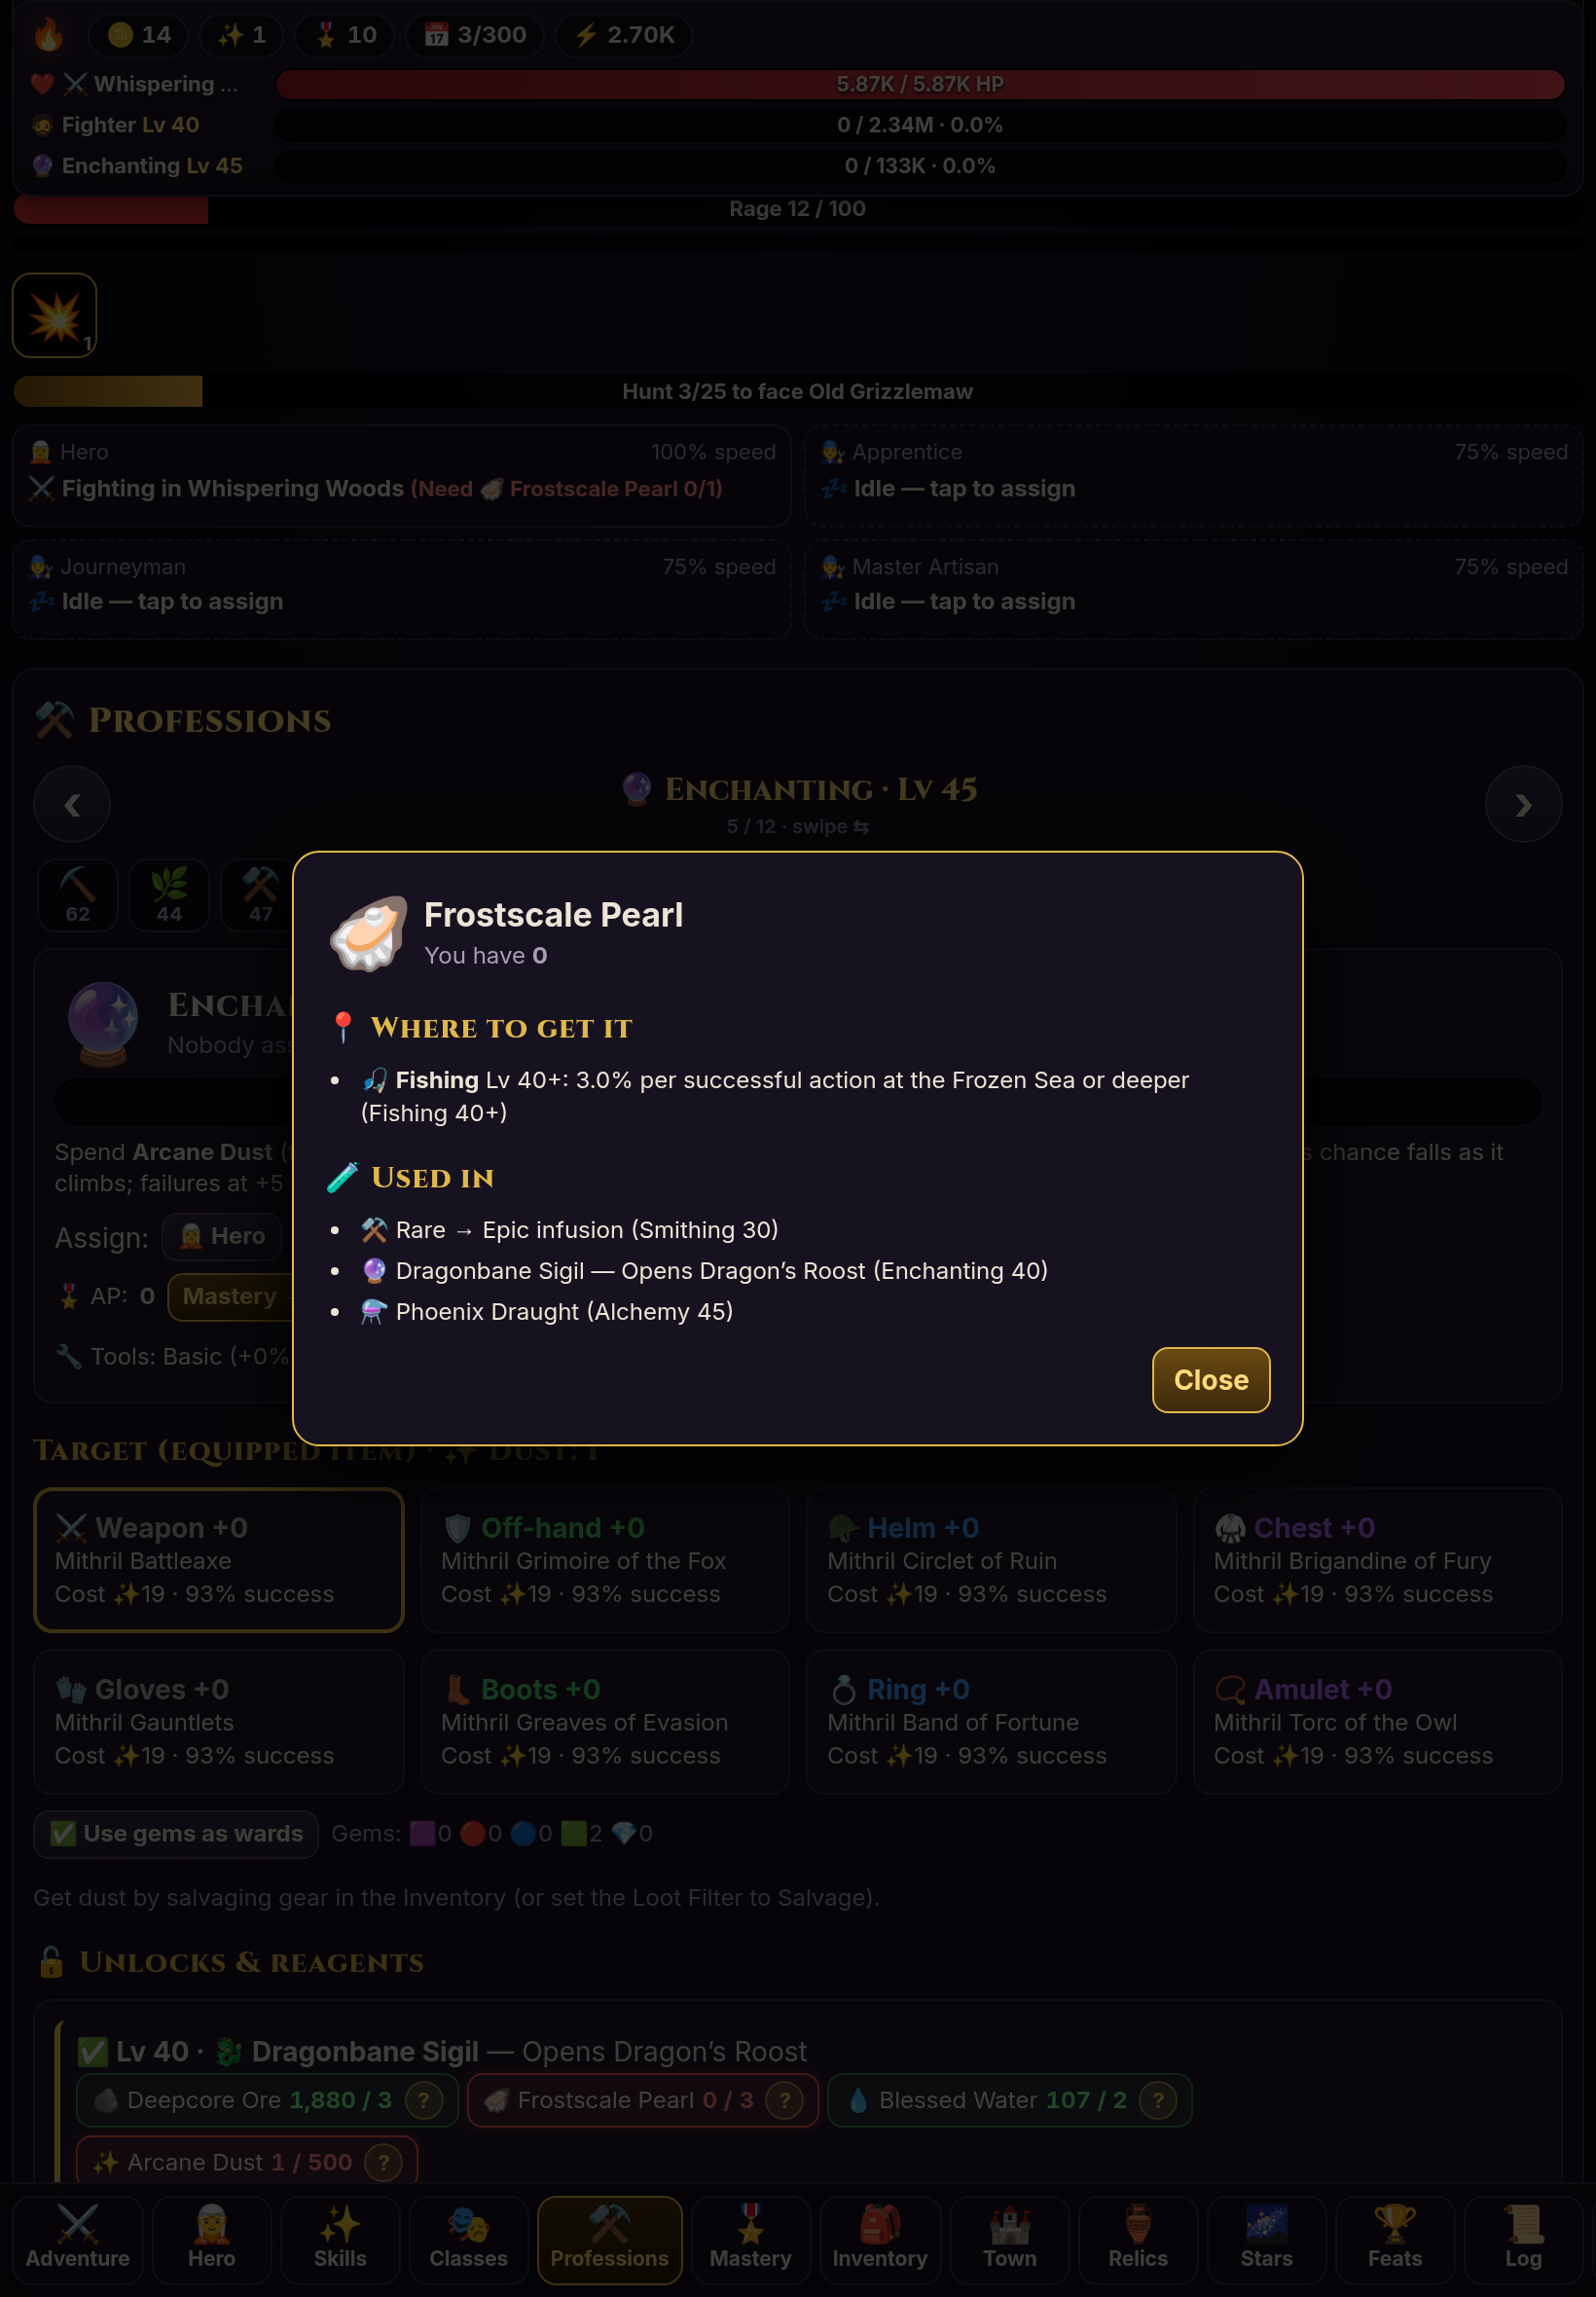 14 1 10 3/300 2.70K
Whispering ... 5.87K / 5.87K HP
Fighter Lv 40 0 / 2.34M · 0.0%
Enchanting Lv 45 0 / 133K · 0.0%
Rage 12 / 100
1
Hunt 3/25 to face Old Grizzlemaw
Hero 100% speed
Fighting in Whispering Woods (Need Frostscale Pearl 0/1)
Apprentice 75% speed
Idle — tap to assign
Journeyman 75% speed
Idle — tap to assign
Master Artisan 75% speed
Idle — tap to assign
Professions
‹ Enchanting · Lv 45 ›
5 / 12 · swipe ⇆
62 44 47
Frostscale Pearl
You have 0
Where to get it
• Fishing Lv 40+: 3.0% per successful action at the Frozen Sea or deeper
(Fishing 40+)
Used in
• Rare → Epic infusion (Smithing 30)
• Dragonbane Sigil — Opens Dragon’s Roost (Enchanting 40)
• Phoenix Draught (Alchemy 45)
Close
Nobody
Spend Arcane Dust chance falls as it
climbs; failures at +5
Assign: Hero
AP: 0 Mastery
Tools: Basic (+0%
Target (equipped item) · Dust: 1
Weapon +0
Mithril Battleaxe
Cost ✨19 · 93% success
Off-hand +0
Mithril Grimoire of the Fox
Cost ✨19 · 93% success
Helm +0
Mithril Circlet of Ruin
Cost ✨19 · 93% success
Chest +0
Mithril Brigandine of Fury
Cost ✨19 · 93% success
Gloves +0
Mithril Gauntlets
Cost ✨19 · 93% success
Boots +0
Mithril Greaves of Evasion
Cost ✨19 · 93% success
Ring +0
Mithril Band of Fortune
Cost ✨19 · 93% success
Amulet +0
Mithril Torc of the Owl
Cost ✨19 · 93% success
Use gems as wards Gems: 0 0 0 2 0
Get dust by salvaging gear in the Inventory (or set the Loot Filter to Salvage).
Unlocks & reagents
Lv 40 · Dragonbane Sigil — Opens Dragon’s Roost
Deepcore Ore 1,880 / 3 ? Frostscale Pearl 0 / 3 ? Blessed Water 107 / 2 ?
Arcane Dust 1 / 500 ?
Adventure Hero Skills Classes Professions Mastery Inventory Town Relics Stars Feats Log